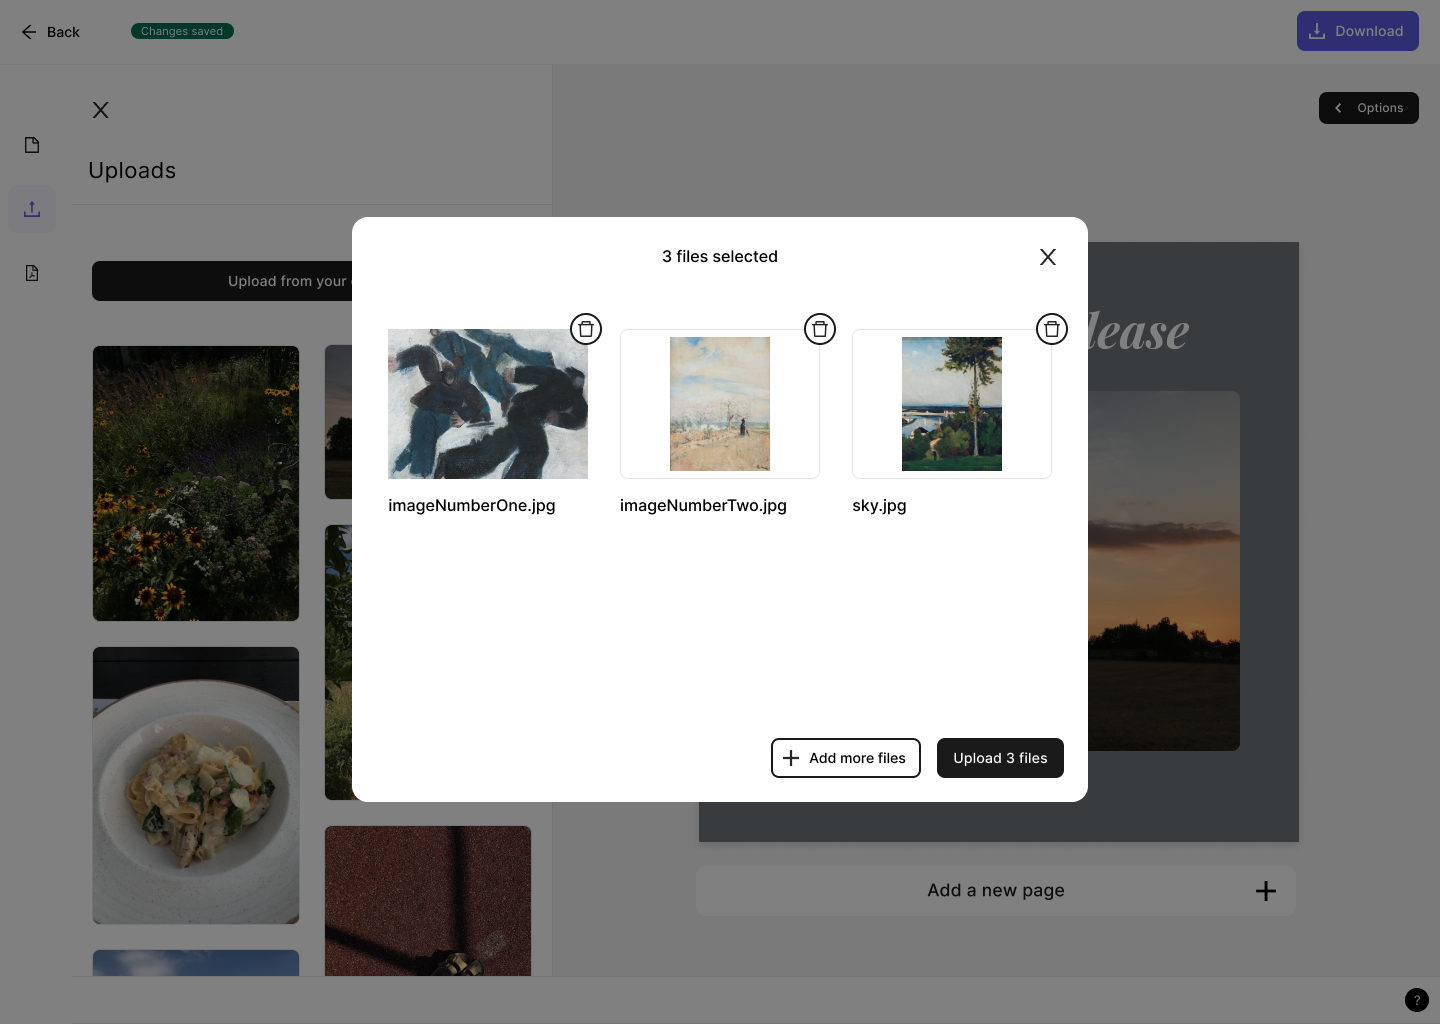 Back
Changes saved
Download
Options
Uploads
Upload from your
lease
3 files selected
imageNumberOne.jpg
imageNumberTwo.jpg
sky.jpg
Add more files
Upload 3 files
Add a new page
?